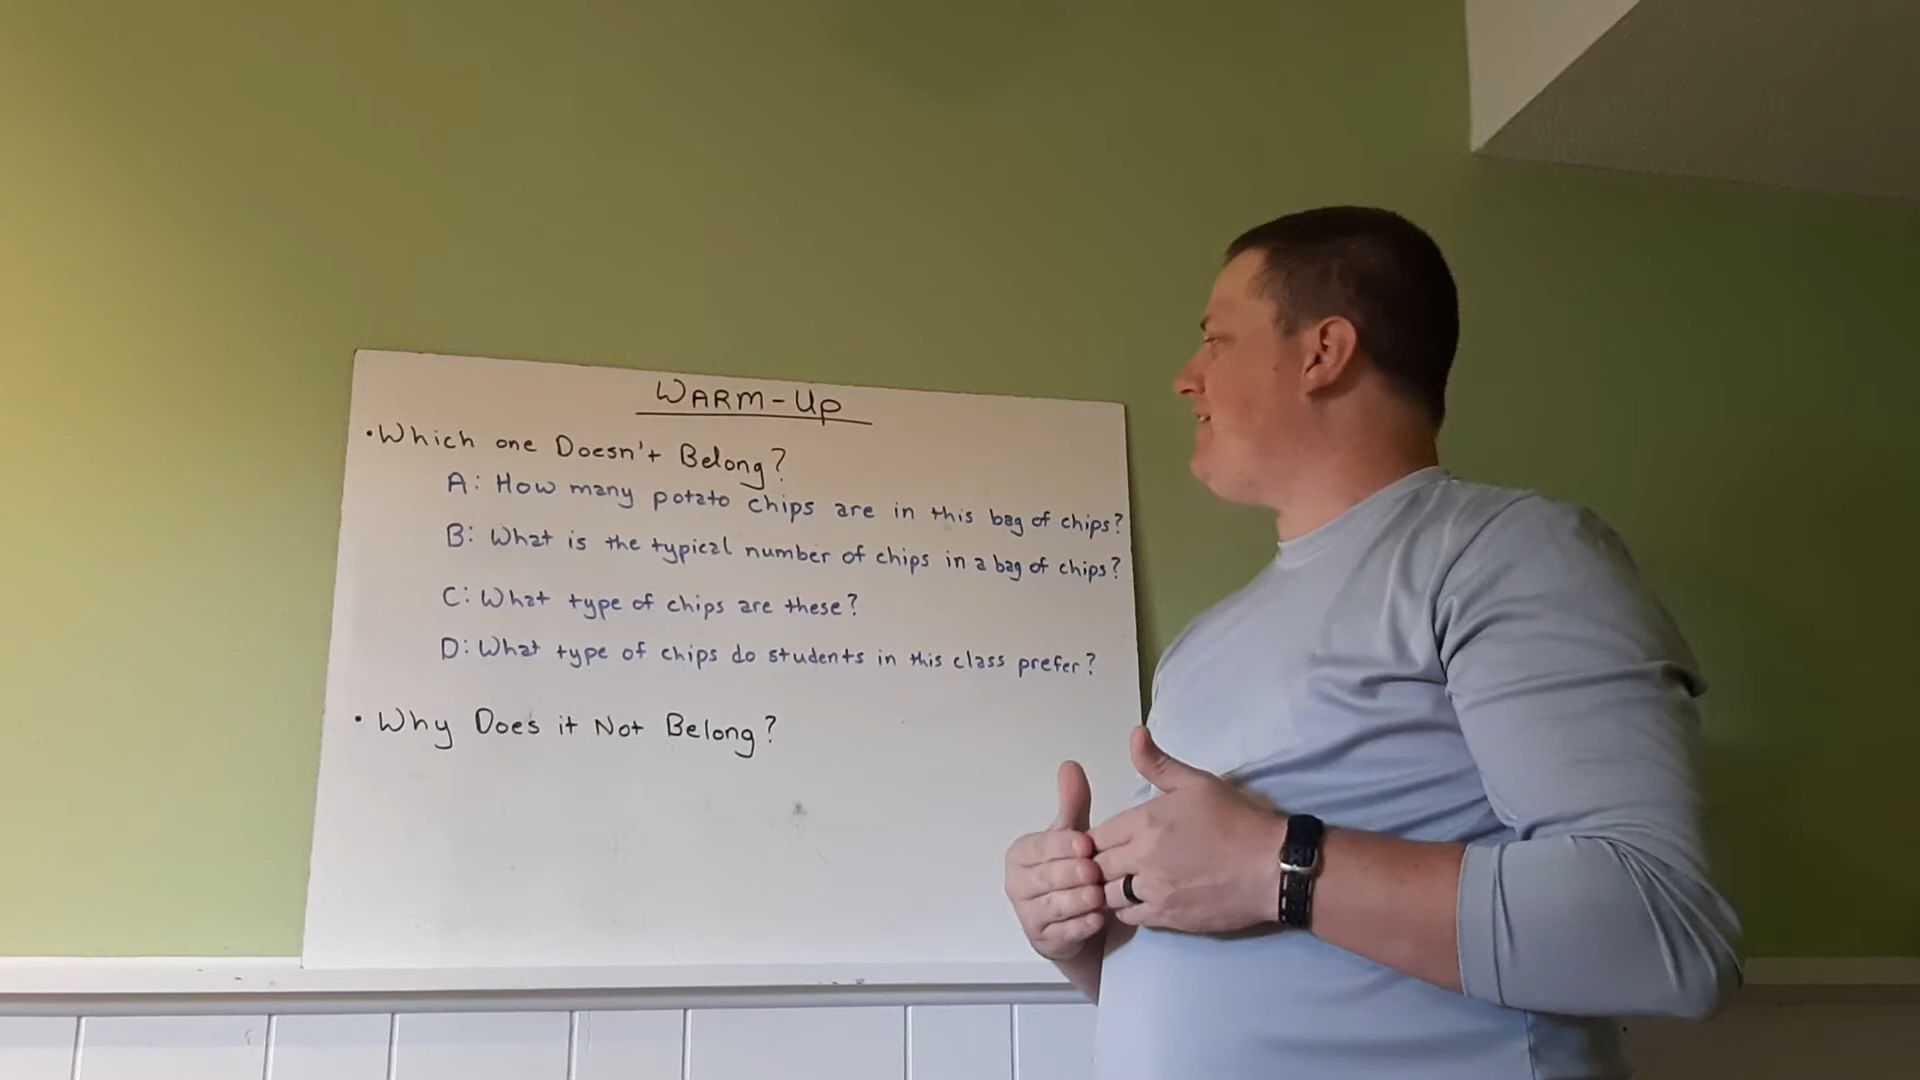 WARM-UP
• Which one Doesn't Belong?
A: How many potato chips are in this bag of chips?
B: What is the typical number of chips in a bag of chips?
C: What type of chips are these?
D: What type of chips do students in this class prefer?
• Why Does it Not Belong?